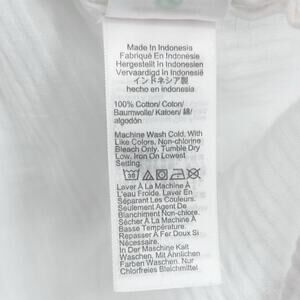 Made In Indonesia
Fabriqué En Indonésie
Hergestellt in Indonesien
Vervaardigd In Indonesië
インドネシア製
hecho en indonesia
100% Cotton/ Coton/
Baumwolle/ Katoen/ 綿/
algodón
Machine Wash Cold, With
Like Colors. Non-chlorine
Bleach Only. Tumble Dry
Low. Iron On Lowest
Setting.
30
Laver À La Machine À
L'eau Froide. Laver En
Séparant Les Couleurs.
Seulement Agent De
Blanchiment Non-chloré.
Sécher À La Machine À
Basse Température.
Repasser À Fer Doux Si
Nécessaire.
In Der Maschine Kalt
Waschen. Mit Ähnlichen
Farben Waschen. Nur
Chlorfreies Bleichmittel